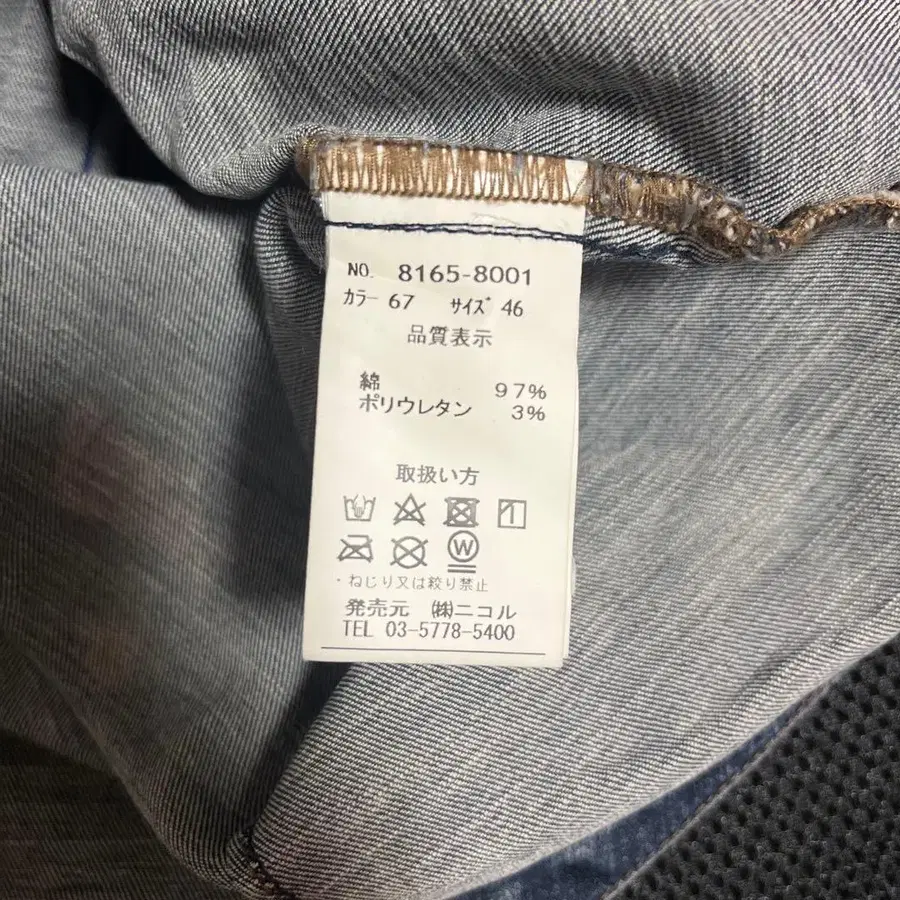 NO. 8165-8001
カラー 67 サイズ 46
品質表示
綿 97%
ポリウレタン 3%
取扱い方
W
・ねじり又は絞り禁止
発売元 ㈱ニコル
TEL 03-5778-5400